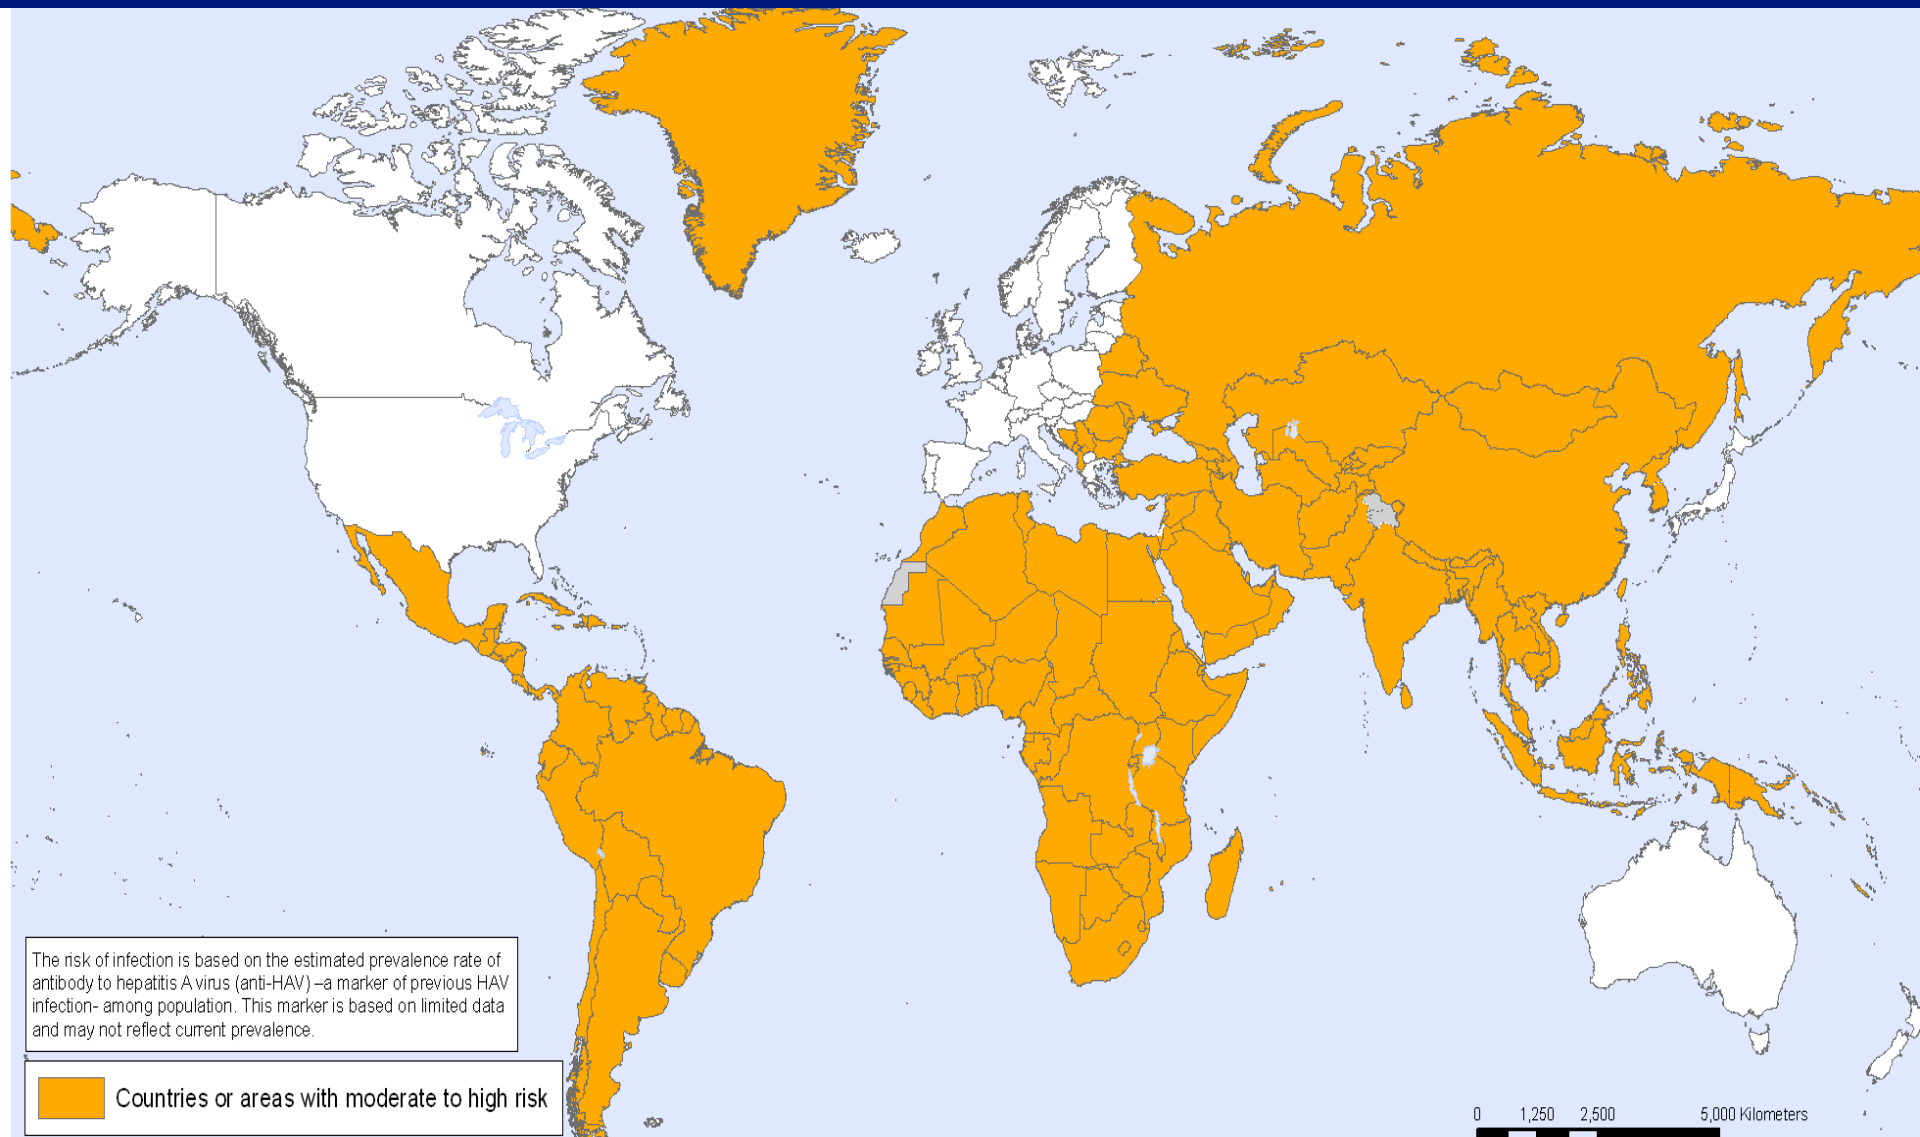 The risk of infection is based on the estimated prevalence rate of
antibody to hepatitis A virus (anti-HAV) –a marker of previous HAV
infection- among population. This marker is based on limited data
and may not reflect current prevalence.
Countries or areas with moderate to high risk
0 1,250 2,500 5,000 Kilometers